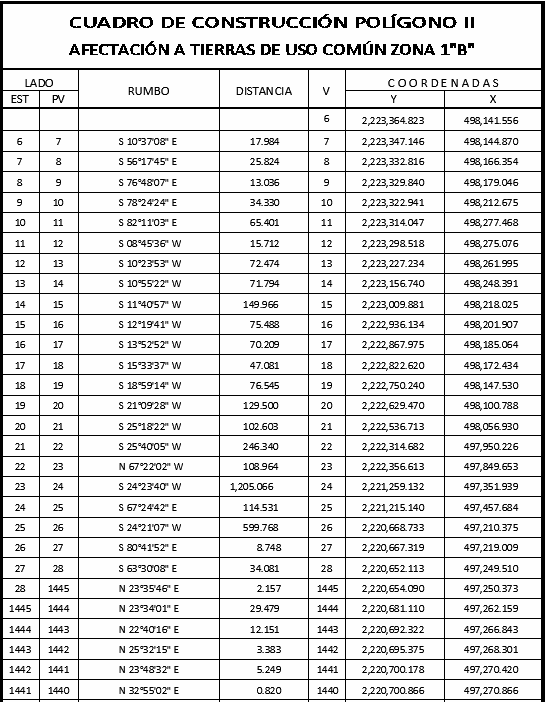 CUADRO DE CONSTRUCCIÓN POLÍGONO II
AFECTACIÓN A TIERRAS DE USO COMÚN ZONA 1"B"
LADO RUMBO DISTANCIA V COORDENADAS
EST PV Y X
6 2,223,364.823 498,141.556
6 7 S 10°37'08" E 17.984 7 2,223,347.146 498,144.870
7 8 S 56°17'45" E 25.824 8 2,223,332.816 498,166.354
8 9 S 76°48'07" E 13.036 9 2,223,329.840 498,179.046
9 10 S 78°24'24" E 34.330 10 2,223,322.941 498,212.675
10 11 S 82°11'03" E 65.401 11 2,223,314.047 498,277.468
11 12 S 08°45'36" W 15.712 12 2,223,298.518 498,275.076
12 13 S 10°23'53" W 72.474 13 2,223,227.234 498,261.995
13 14 S 10°55'22" W 71.794 14 2,223,156.740 498,248.391
14 15 S 11°40'57" W 149.966 15 2,223,009.881 498,218.025
15 16 S 12°19'41" W 75.488 16 2,222,936.134 498,201.907
16 17 S 13°52'52" W 70.209 17 2,222,867.975 498,185.064
17 18 S 15°33'37" W 47.081 18 2,222,822.620 498,172.434
18 19 S 18°59'14" W 76.545 19 2,222,750.240 498,147.530
19 20 S 21°09'28" W 129.500 20 2,222,629.470 498,100.788
20 21 S 25°18'22" W 102.603 21 2,222,536.713 498,056.930
21 22 S 25°40'05" W 246.340 22 2,222,314.682 497,950.226
22 23 N 67°22'02" W 108.964 23 2,222,356.613 497,849.653
23 24 S 24°23'40" W 1,205.066 24 2,221,259.132 497,351.939
24 25 S 67°24'42" E 114.531 25 2,221,215.140 497,457.684
25 26 S 24°21'07" W 599.768 26 2,220,668.733 497,210.375
26 27 S 80°41'52" E 8.748 27 2,220,667.319 497,219.009
27 28 S 63°30'08" E 34.081 28 2,220,652.113 497,249.510
28 1445 N 23°35'46" E 2.157 1445 2,220,654.090 497,250.373
1445 1444 N 23°34'01" E 29.479 1444 2,220,681.110 497,262.159
1444 1443 N 22°40'16" E 12.151 1443 2,220,692.322 497,266.843
1443 1442 N 25°32'15" E 3.383 1442 2,220,695.375 497,268.301
1442 1441 N 23°48'32" E 5.249 1441 2,220,700.178 497,270.420
1441 1440 N 32°55'02" E 0.820 1440 2,220,700.866 497,270.866